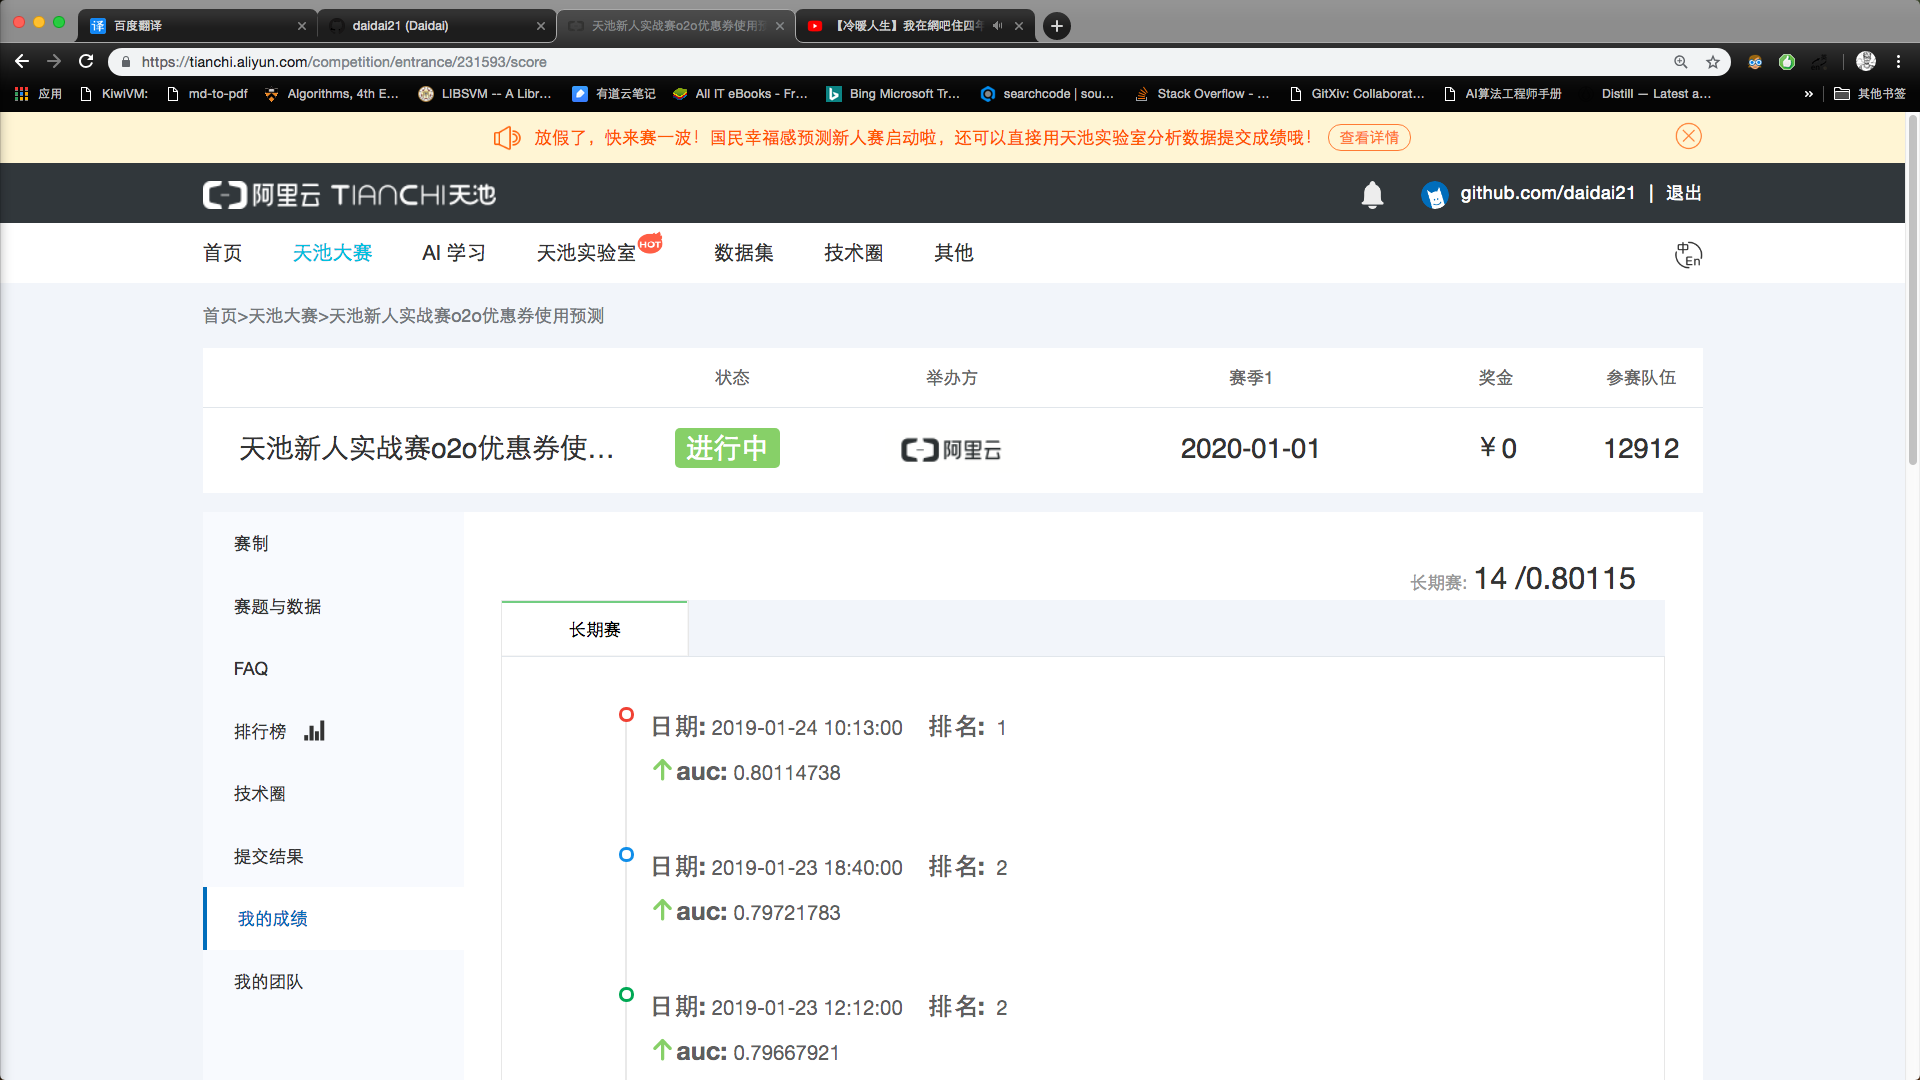 百度翻译
daidai21 (Daidai)
天池新人实战赛o2o优惠券使用预
【冷暖人生】我在網吧住四年
https://tianchi.aliyun.com/competition/entrance/231593/score
应用
KiwiVM:
md-to-pdf
Algorithms, 4th E...
LIBSVM -- A Libr...
有道云笔记
All IT eBooks - Fr...
Bing Microsoft Tr...
searchcode | sou...
Stack Overflow - ...
GitXiv: Collaborat...
AI算法工程师手册
Distill — Latest a...
»
其他书签
放假了，快来赛一波！国民幸福感预测新人赛启动啦，还可以直接用天池实验室分析数据提交成绩哦！
查看详情
阿里云 TIANCHI天池
github.com/daidai21 | 退出
首页
天池大赛
AI 学习
天池实验室
HOT
数据集
技术圈
其他
中En
首页>天池大赛>天池新人实战赛o2o优惠券使用预测
状态
举办方
赛季1
奖金
参赛队伍
天池新人实战赛o2o优惠券使...
进行中
阿里云
2020-01-01
￥0
12912
赛制
赛题与数据
FAQ
排行榜
技术圈
提交结果
我的成绩
我的团队
长期赛: 14 /0.80115
长期赛
日期: 2019-01-24 10:13:00 排名: 1
auc: 0.80114738
日期: 2019-01-23 18:40:00 排名: 2
auc: 0.79721783
日期: 2019-01-23 12:12:00 排名: 2
auc: 0.79667921